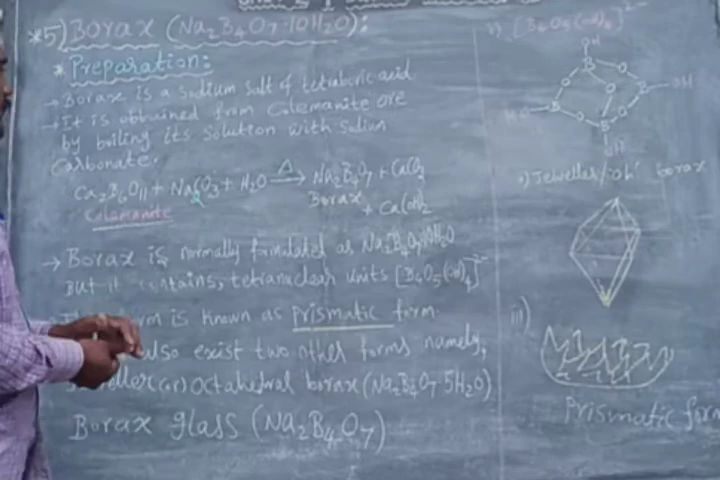 *5) Borax (Na₂B₄O₇·10H₂O):
* Preparation:
→ Borax is a sodium salt of tetraboric acid
→ It is obtained from Colemanite ore
by boiling its solution with sodium
carbonate.
Ca₂B₆O₁₁ + Na₂CO₃ + H₂O —Δ→ Na₂B₄O₇ + CaCO₃
Colemanite Borax + Ca(OH)₂
→ Borax is normally formulated as Na₂B₄O₇·10H₂O
But it contains, tetranuclear units [B₄O₅(OH)₄]²⁻
form is known as prismatic form
also exist two other forms namely,
(or) Octahedral borax (Na₂B₄O₇·5H₂O)
Borax glass (Na₂B₄O₇)
[B₄O₅(OH)₄]²⁻
OH
B
O O
B O B OH
O O
B
OH
Jeweller/ borax
iii)
Prismatic form